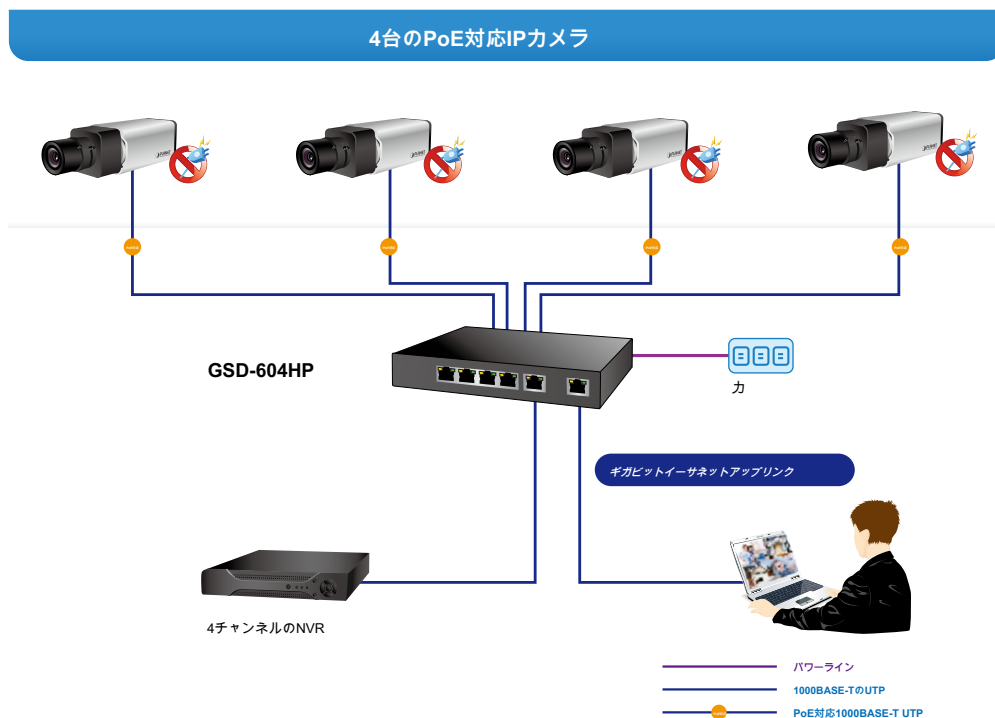 4台のPoE対応IPカメラ
GSD-604HP
力
ギガビットイーサネットアップリンク
4チャンネルのNVR
パワーライン
1000BASE-TのUTP
PoE対応1000BASE-T UTP